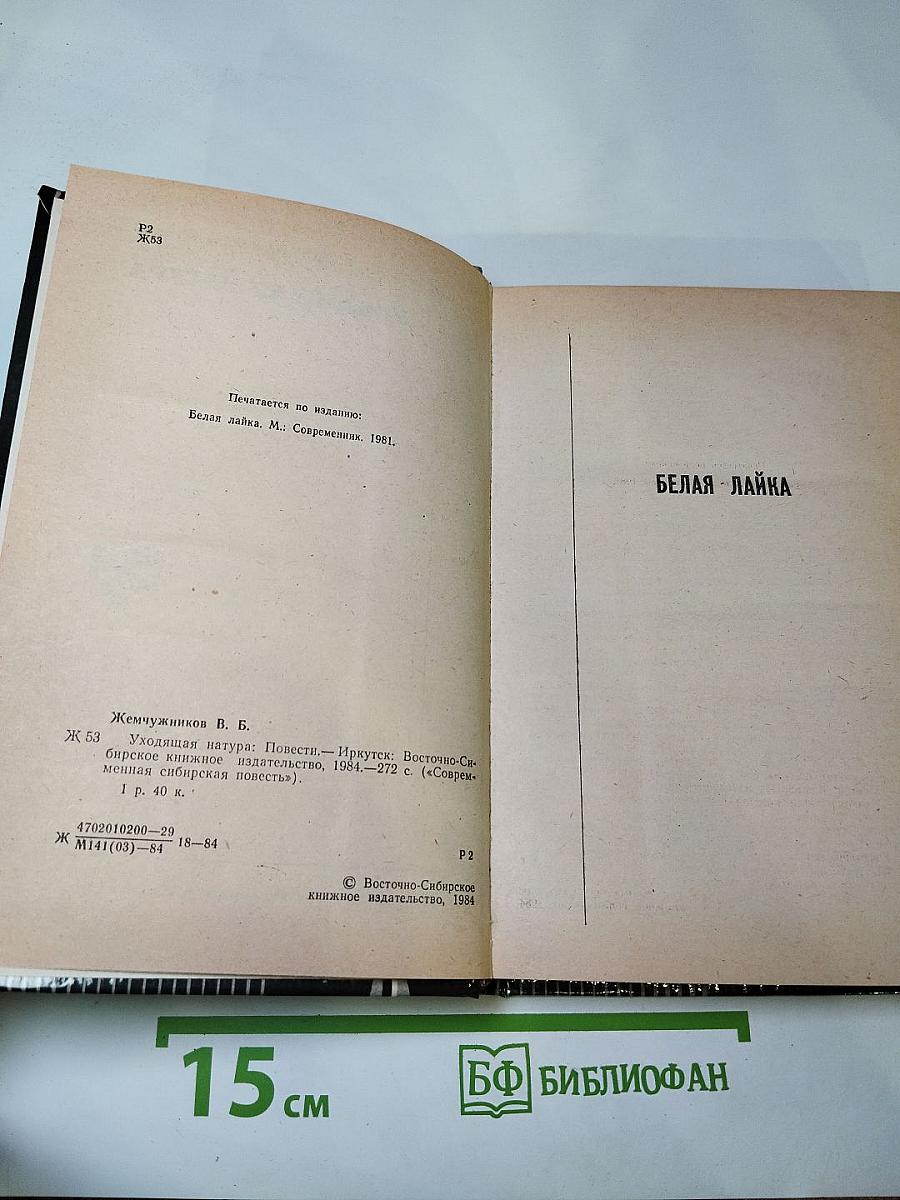 Р2
Ж53
Печатается по изданию:
Белая лайка. М.: Современник. 1981.
Жемчужников В. Б.
Ж 53 Уходящая натура: Повести.— Иркутск: Восточно-Си-
бирское книжное издательство, 1984.—272 с. («Совре-
менная сибирская повесть»).
1 р. 40 к.
Ж 4702010200—29 18—84
М141(03)—84
Р2
© Восточно-Сибирское
книжное издательство, 1984
БЕЛАЯ ЛАЙКА
15 см
БФ БИБЛИОФАН